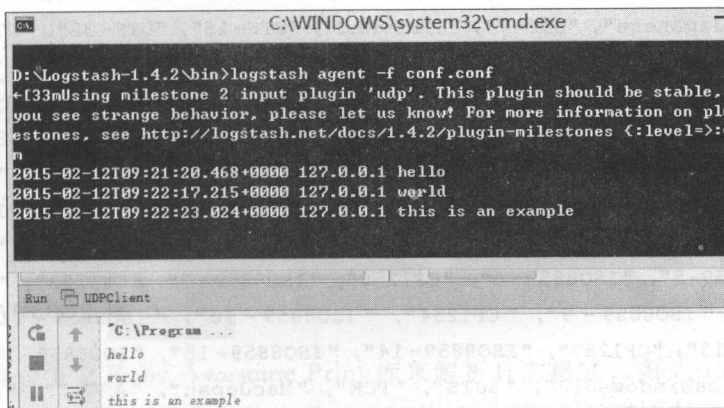 C:\WINDOWS\system32\cmd.exe
D:\Logstash-1.4.2\bin>logstash agent -f conf.conf
←[33mUsing milestone 2 input plugin 'udp'. This plugin should be stable,
you see strange behavior, please let us know! For more information on plu
estones, see http://logstash.net/docs/1.4.2/plugin-milestones {:level=>:
m
2015-02-12T09:21:20.468+0000 127.0.0.1 hello
2015-02-12T09:22:17.215+0000 127.0.0.1 world
2015-02-12T09:22:23.024+0000 127.0.0.1 this is an example
Run UDPClient
"C:\Program ...
hello
world
this is an example